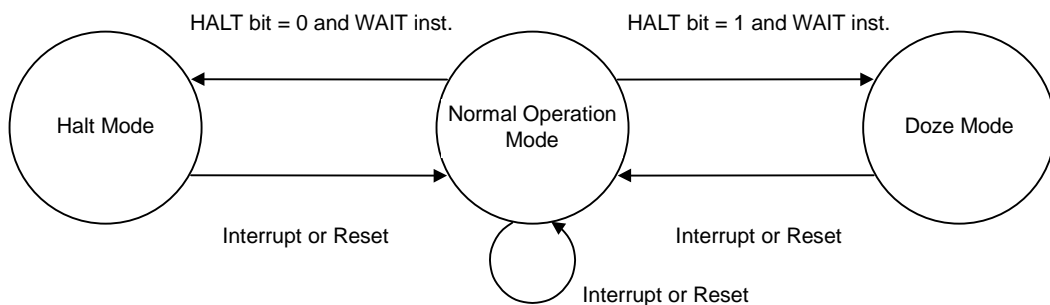 HALT bit = 0 and WAIT inst.
HALT bit = 1 and WAIT inst.
Halt Mode
Normal Operation
Mode
Doze Mode
Interrupt or Reset
Interrupt or Reset
Interrupt or Reset